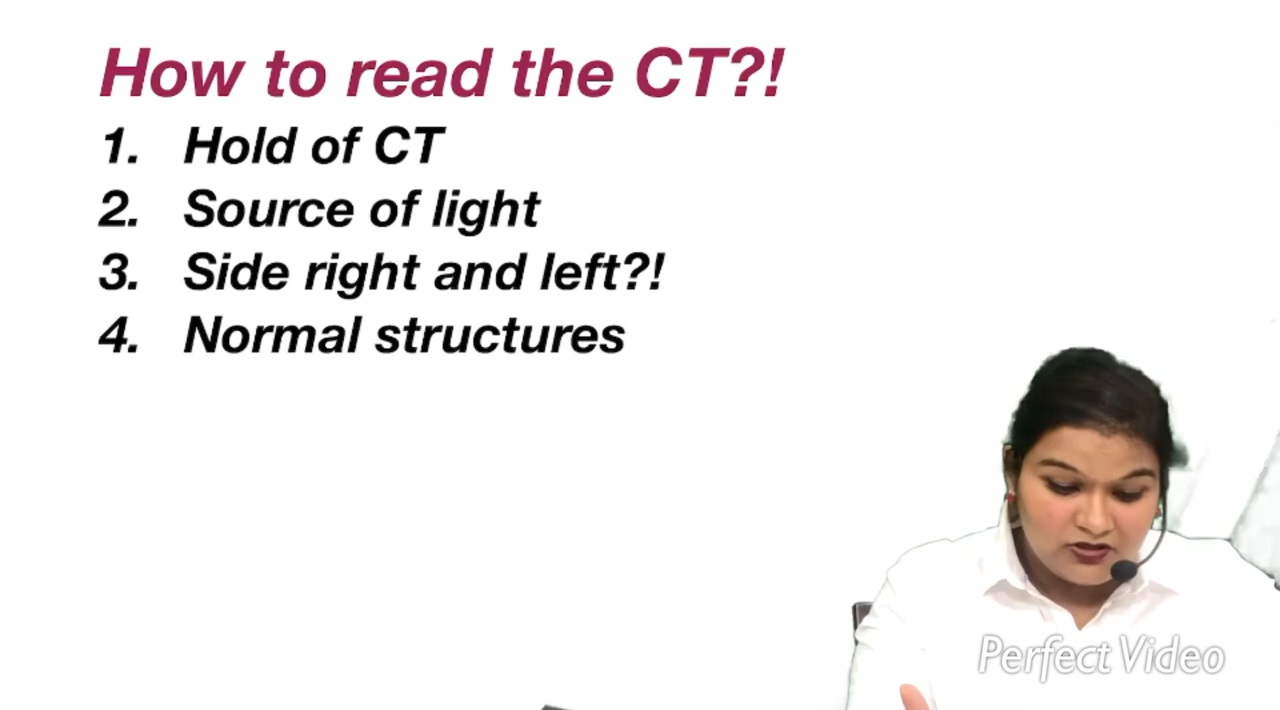 How to read the CT?!
1. Hold of CT
2. Source of light
3. Side right and left?!
4. Normal structures
Perfect Video